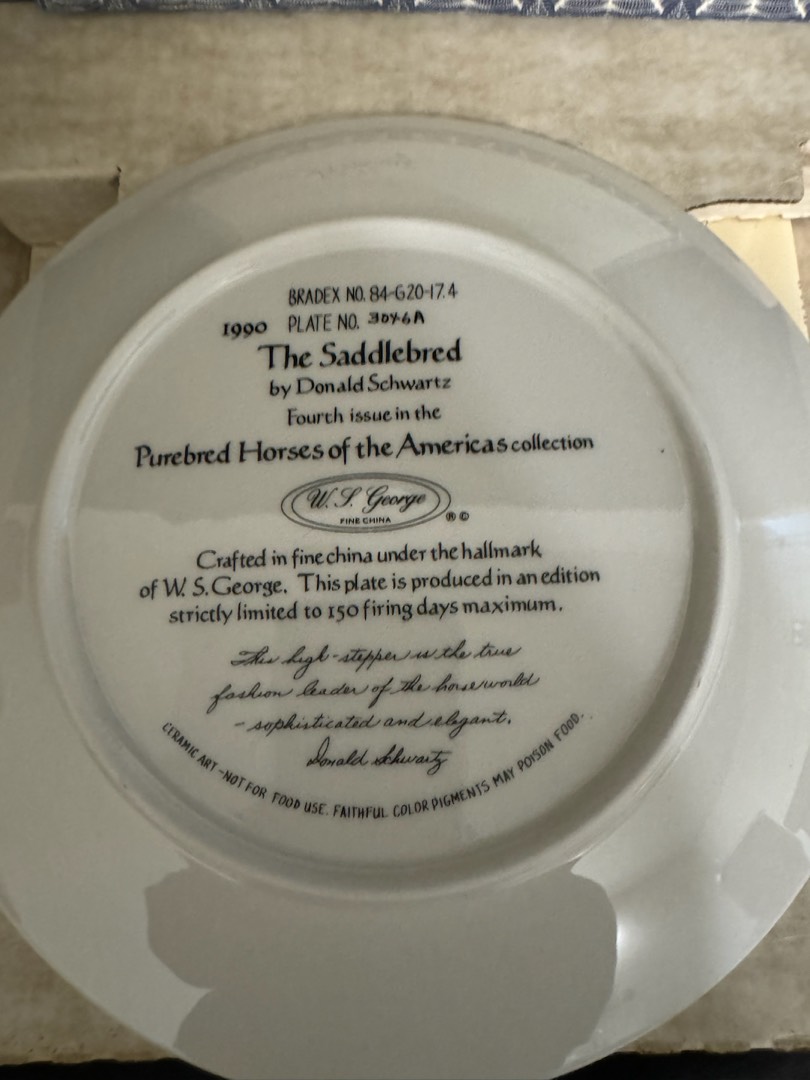 BRADEX NO. 84-G20-17.4
1990 PLATE NO. 3046A
The Saddlebred
by Donald Schwartz
Fourth issue in the
Purebred Horses of the Americas collection
W. S. George
FINE CHINA ® ©
Crafted in fine china under the hallmark
of W. S. George. This plate is produced in an edition
strictly limited to 150 firing days maximum.
This high-stepper is the true
fashion leader of the horse world
- sophisticated and elegant.
Donald Schwartz
CERAMIC ART - NOT FOR FOOD USE. FAITHFUL COLOR PIGMENTS MAY POISON FOOD.